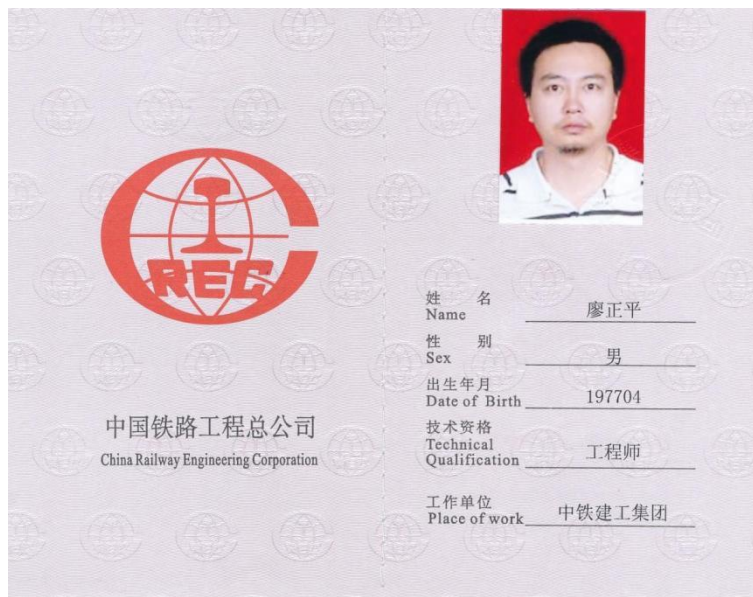 REC
中国铁路工程总公司
China Railway Engineering Corporation
姓 名
Name 廖正平
性 别
Sex 男
出生年月
Date of Birth 197704
技术资格
Technical
Qualification 工程师
工作单位
Place of work 中铁建工集团